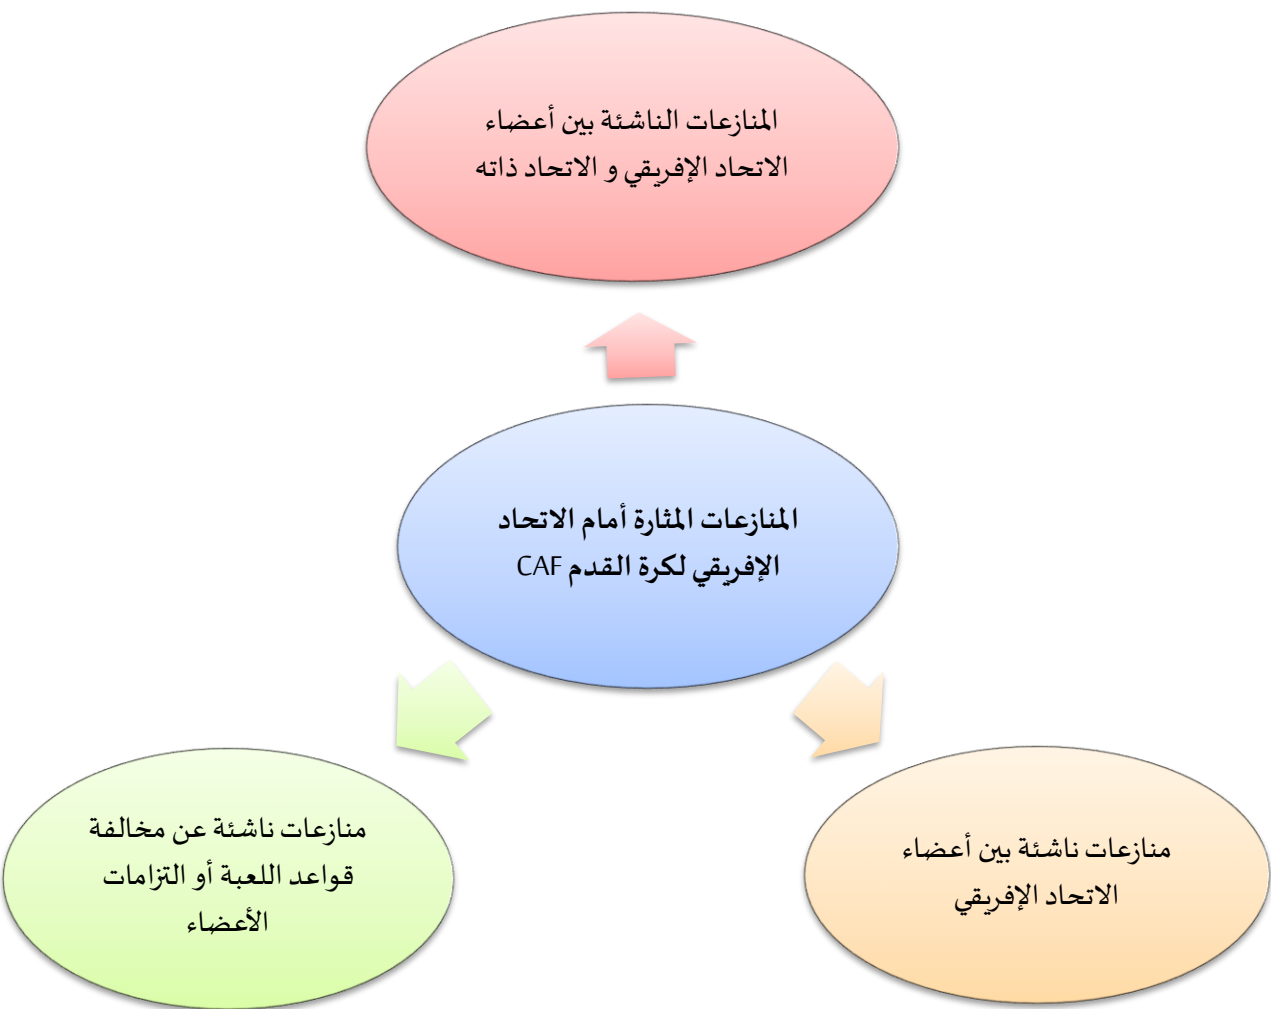 المنازعات الناشئة بين أعضاء
الاتحاد الإفريقي و الاتحاد ذاته
المنازعات المثارة أمام الاتحاد
الإفريقي لكرة القدم CAF
منازعات ناشئة بين أعضاء
الاتحاد الإفريقي
منازعات ناشئة عن مخالفة
قواعد اللعبة أو التزامات
الأعضاء